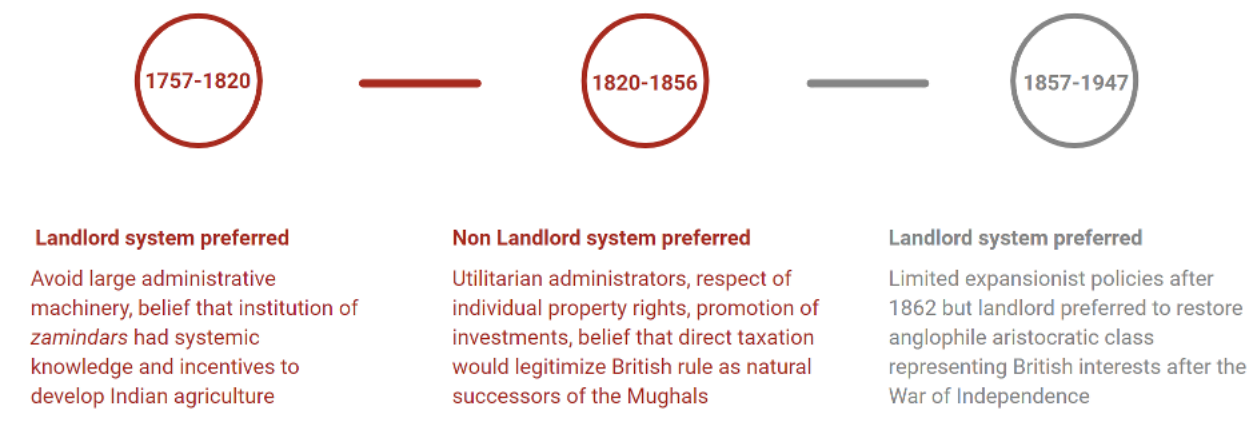 1757-1820
1820-1856
1857-1947
Landlord system preferred
Avoid large administrative
machinery, belief that institution of
zamindars had systemic
knowledge and incentives to
develop Indian agriculture
Non Landlord system preferred
Utilitarian administrators, respect of
individual property rights, promotion of
investments, belief that direct taxation
would legitimize British rule as natural
successors of the Mughals
Landlord system preferred
Limited expansionist policies after
1862 but landlord preferred to restore
anglophile aristocratic class
representing British interests after the
War of Independence